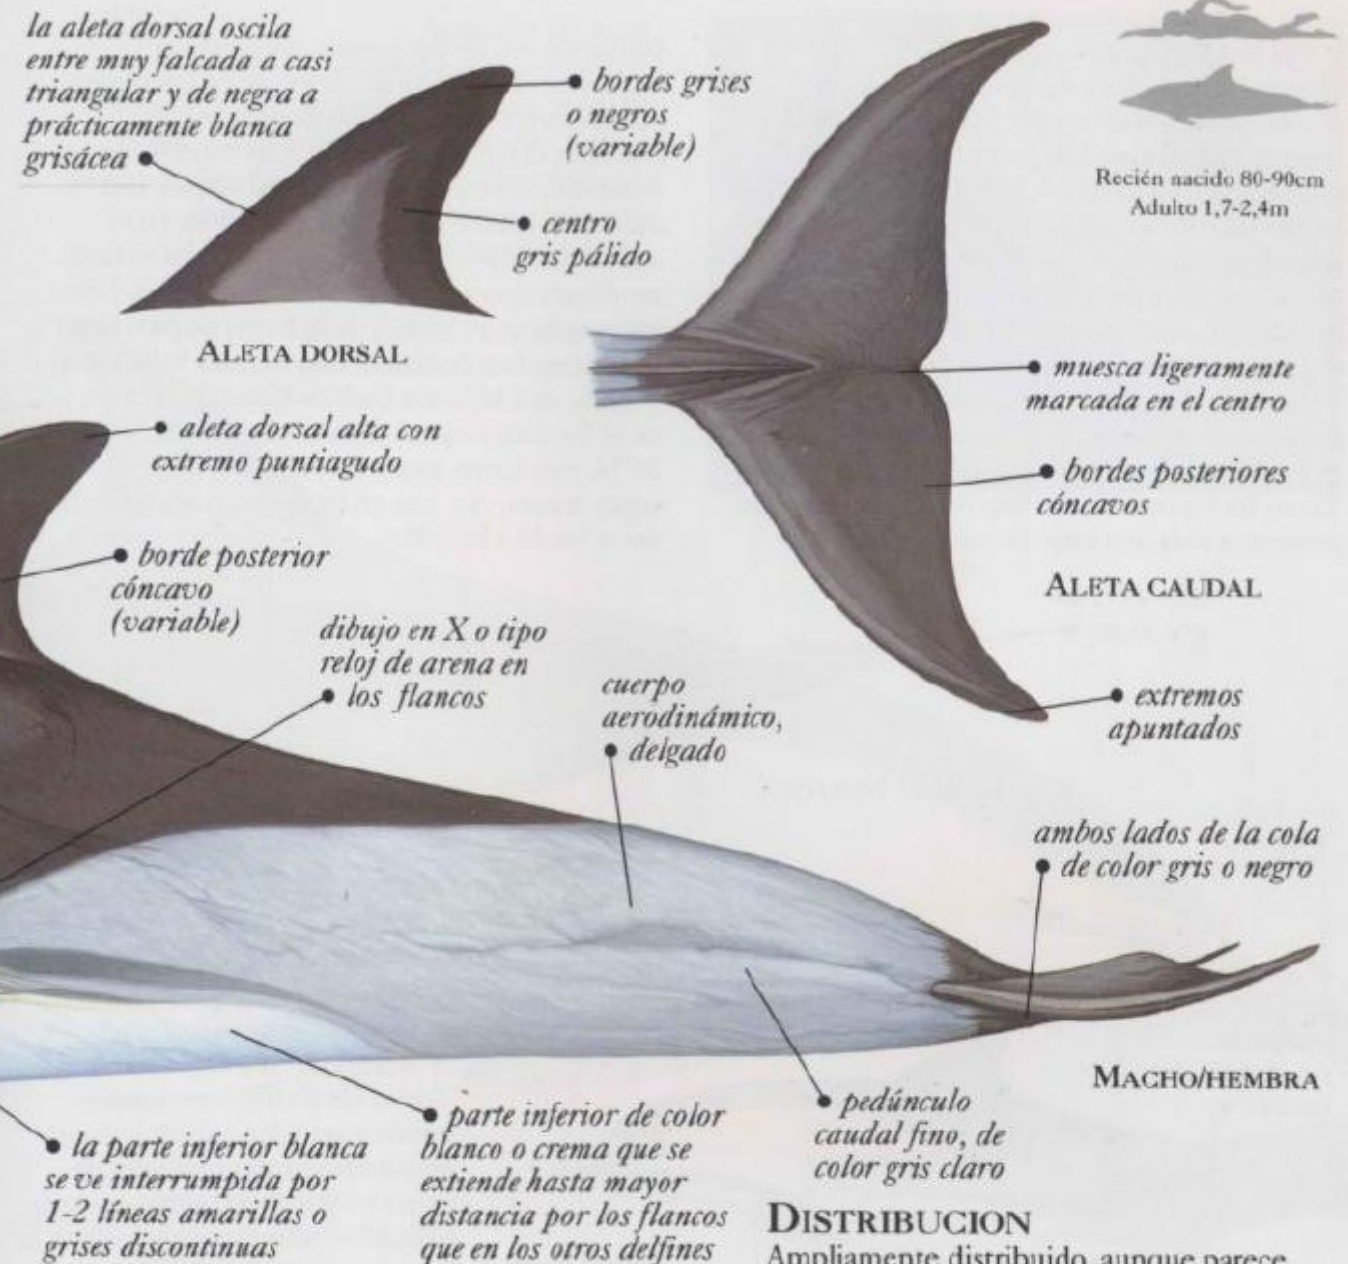 la aleta dorsal oscila
entre muy falcada a casi
triangular y de negra a
prácticamente blanca
grisácea
bordes grises
o negros
(variable)
centro
gris pálido
ALETA DORSAL
Recién nacido 80-90cm
Adulto 1,7-2,4m
muesca ligeramente
marcada en el centro
bordes posteriores
cóncavos
ALETA CAUDAL
extremos
apuntados
aleta dorsal alta con
extremo puntiagudo
borde posterior
cóncavo
(variable)
dibujo en X o tipo
reloj de arena en
los flancos
cuerpo
aerodinámico,
delgado
ambos lados de la cola
de color gris o negro
MACHO/HEMBRA
la parte inferior blanca
se ve interrumpida por
1-2 líneas amarillas o
grises discontinuas
parte inferior de color
blanco o crema que se
extiende hasta mayor
distancia por los flancos
que en los otros delfines
pedúnculo
caudal fino, de
color gris claro
DISTRIBUCION
Ampliamente distribuido, aunque parece